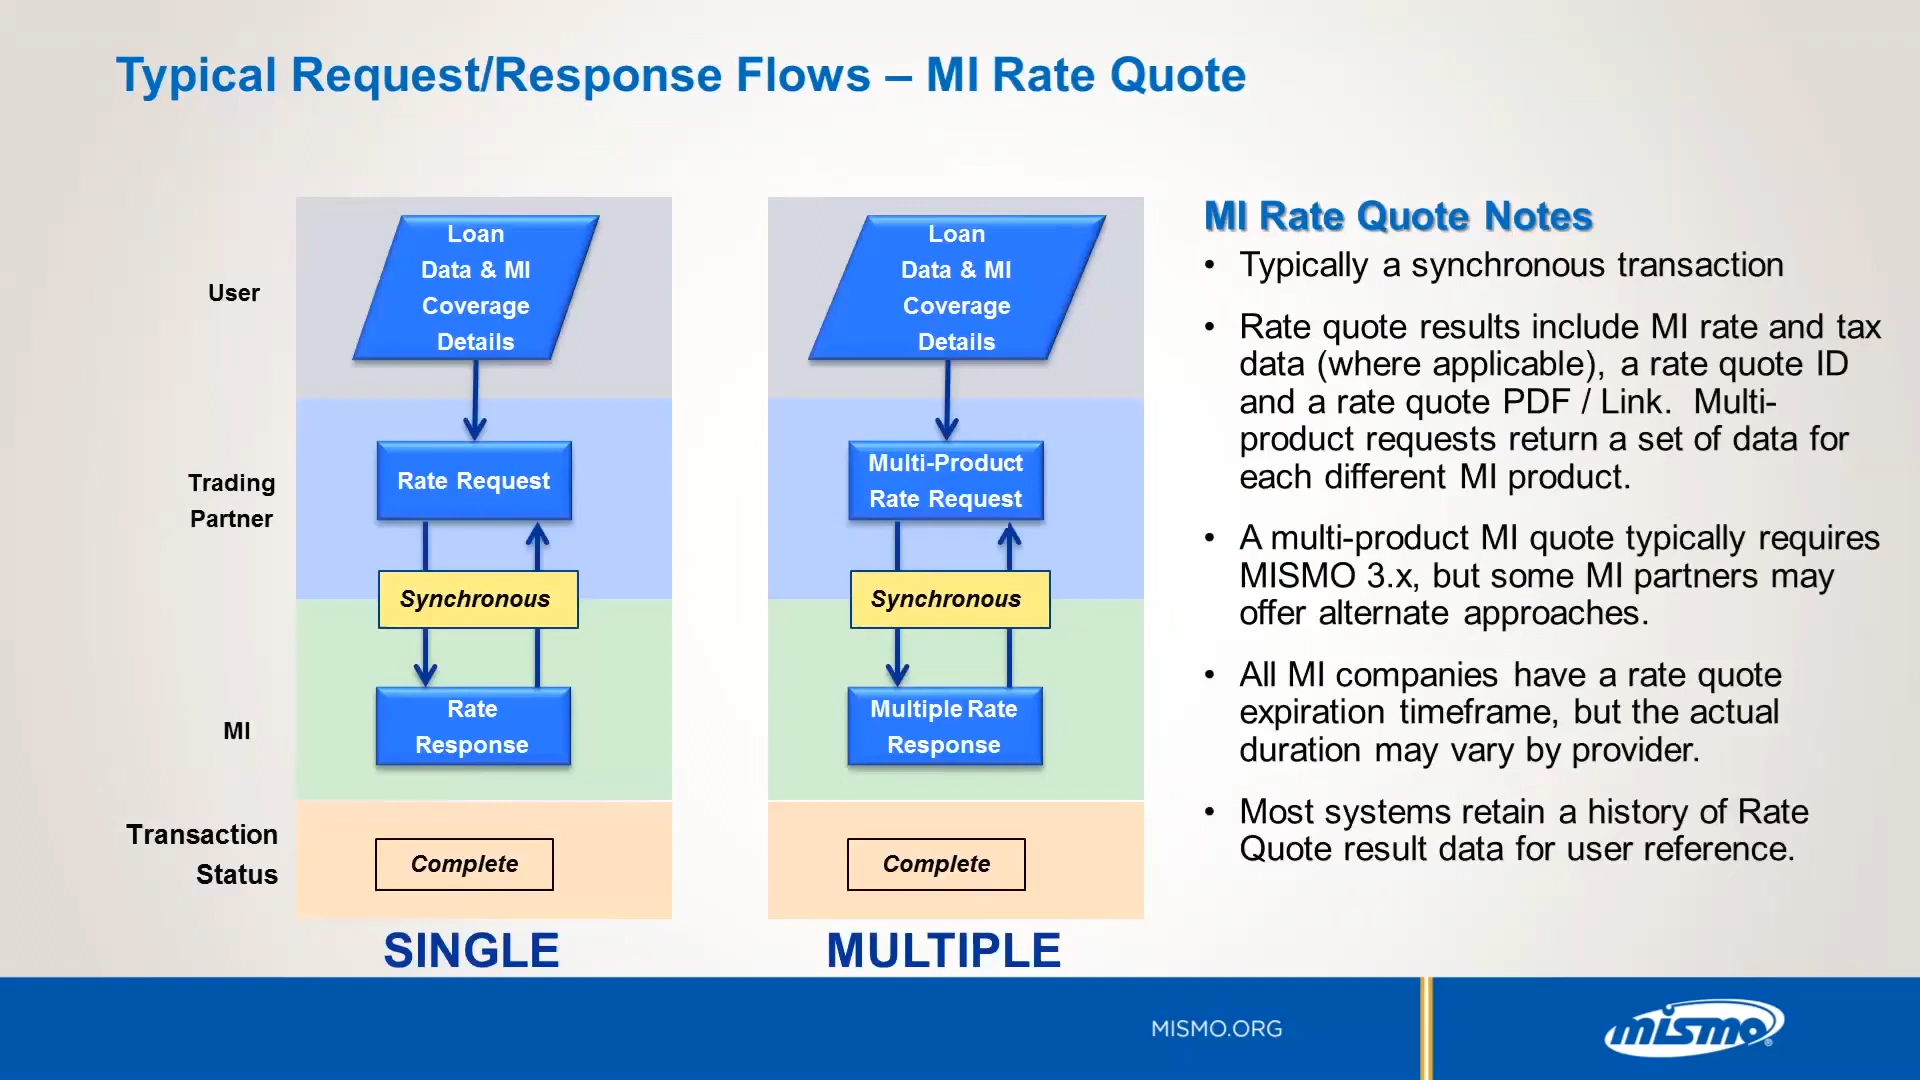 Typical Request/Response Flows – MI Rate Quote
User
Trading
Partner
MI
Transaction
Status
Loan
Data & MI
Coverage
Details
Rate Request
Synchronous
Rate
Response
Complete
SINGLE
Loan
Data & MI
Coverage
Details
Multi-Product
Rate Request
Synchronous
Multiple Rate
Response
Complete
MULTIPLE
MI Rate Quote Notes
• Typically a synchronous transaction
• Rate quote results include MI rate and tax
data (where applicable), a rate quote ID
and a rate quote PDF / Link. Multi-
product requests return a set of data for
each different MI product.
• A multi-product MI quote typically requires
MISMO 3.x, but some MI partners may
offer alternate approaches.
• All MI companies have a rate quote
expiration timeframe, but the actual
duration may vary by provider.
• Most systems retain a history of Rate
Quote result data for user reference.
MISMO.ORG
mismo®